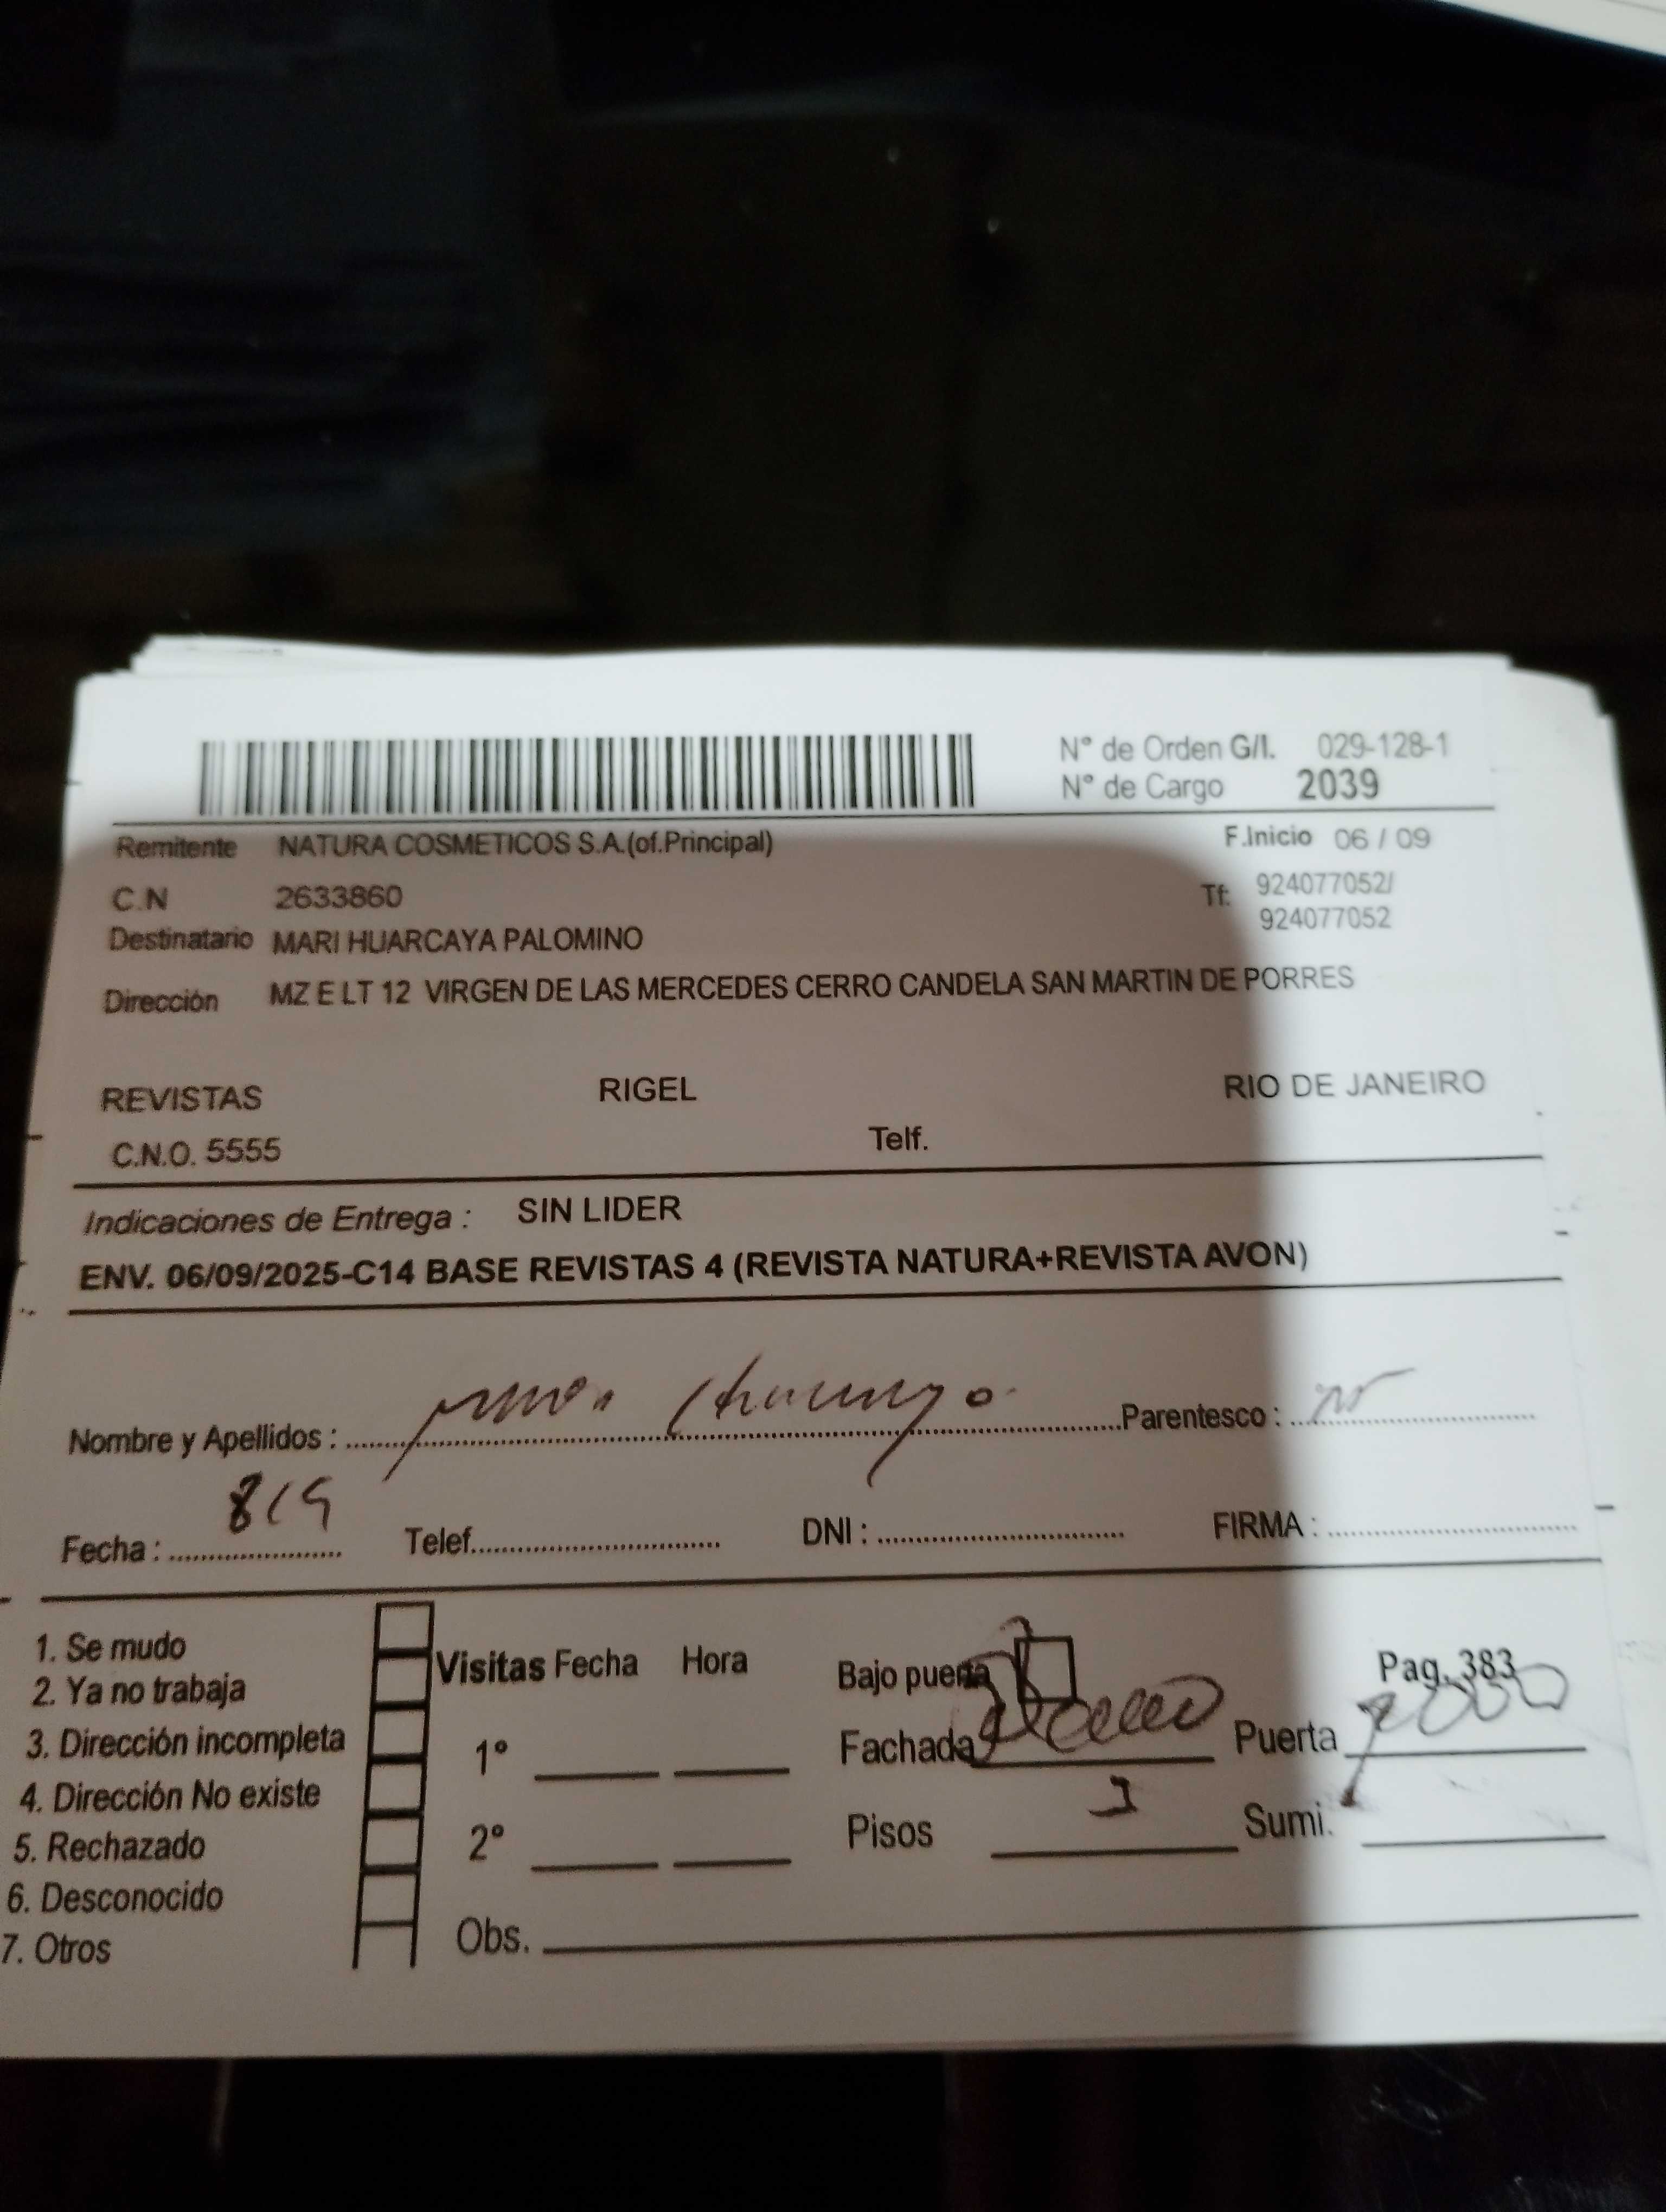 N° de Orden G/I. 029-128-1
N° de Cargo 2039
Remitente NATURA COSMETICOS S.A.(of.Principal) F.Inicio 06 / 09
C.N 2633860 Tf: 924077052/
924077052
Destinatario MARI HUARCAYA PALOMINO
Dirección MZ E LT 12 VIRGEN DE LAS MERCEDES CERRO CANDELA SAN MARTIN DE PORRES
REVISTAS RIGEL RIO DE JANEIRO
C.N.O. 5555 Telf.
Indicaciones de Entrega : SIN LIDER
ENV. 06/09/2025-C14 BASE REVISTAS 4 (REVISTA NATURA+REVISTA AVON)
Nombre y Apellidos : Parentesco :
Fecha : 8/9 Telef. DNI : FIRMA :
1. Se mudo
2. Ya no trabaja
3. Dirección incompleta
4. Dirección No existe
5. Rechazado
6. Desconocido
7. Otros
Visitas Fecha Hora
1°
2°
Obs.
Bajo puerta Pag. 383
Fachada Puerta
Pisos Sumi.